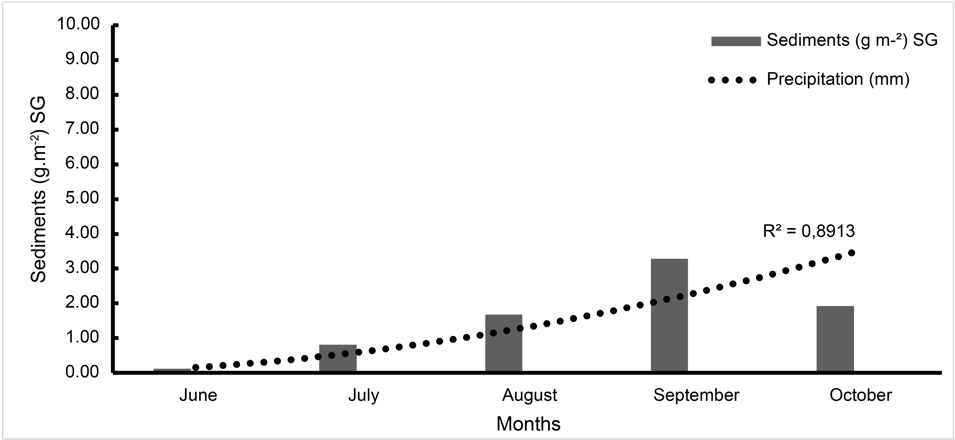 10.00
9.00
8.00
7.00
6.00
5.00
4.00
3.00
2.00
1.00
0.00
Sediments (g.m⁻²) SG
Sediments (g m-²) SG
Precipitation (mm)
R² = 0,8913
June July August September October
Months